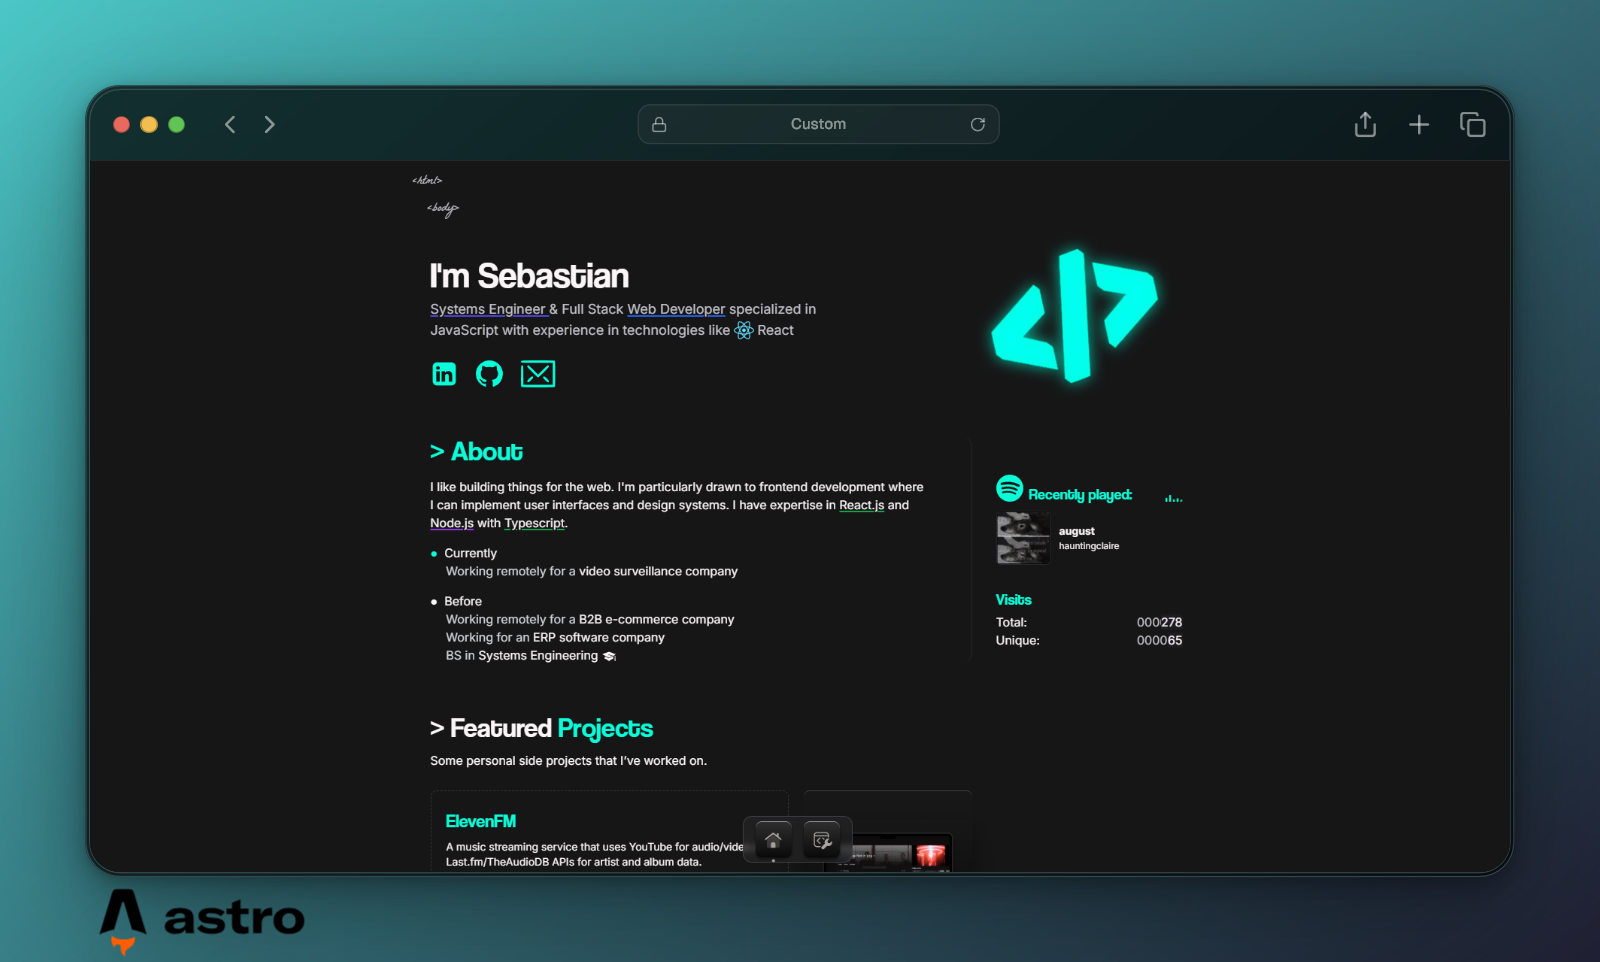 Custom
<html>
<body>
I'm Sebastian
Systems Engineer & Full Stack Web Developer specialized in
JavaScript with experience in technologies like React
> About
I like building things for the web. I'm particularly drawn to frontend development where
I can implement user interfaces and design systems. I have expertise in React.js and
Node.js with Typescript.
Currently
Working remotely for a video surveillance company
Before
Working remotely for a B2B e-commerce company
Working for an ERP software company
BS in Systems Engineering
Recently played:
august
hauntingclaire
Visits
Total: 000278
Unique: 000065
> Featured Projects
Some personal side projects that I've worked on.
ElevenFM
A music streaming service that uses YouTube for audio/vide
Last.fm/TheAudioDB APIs for artist and album data.
astro